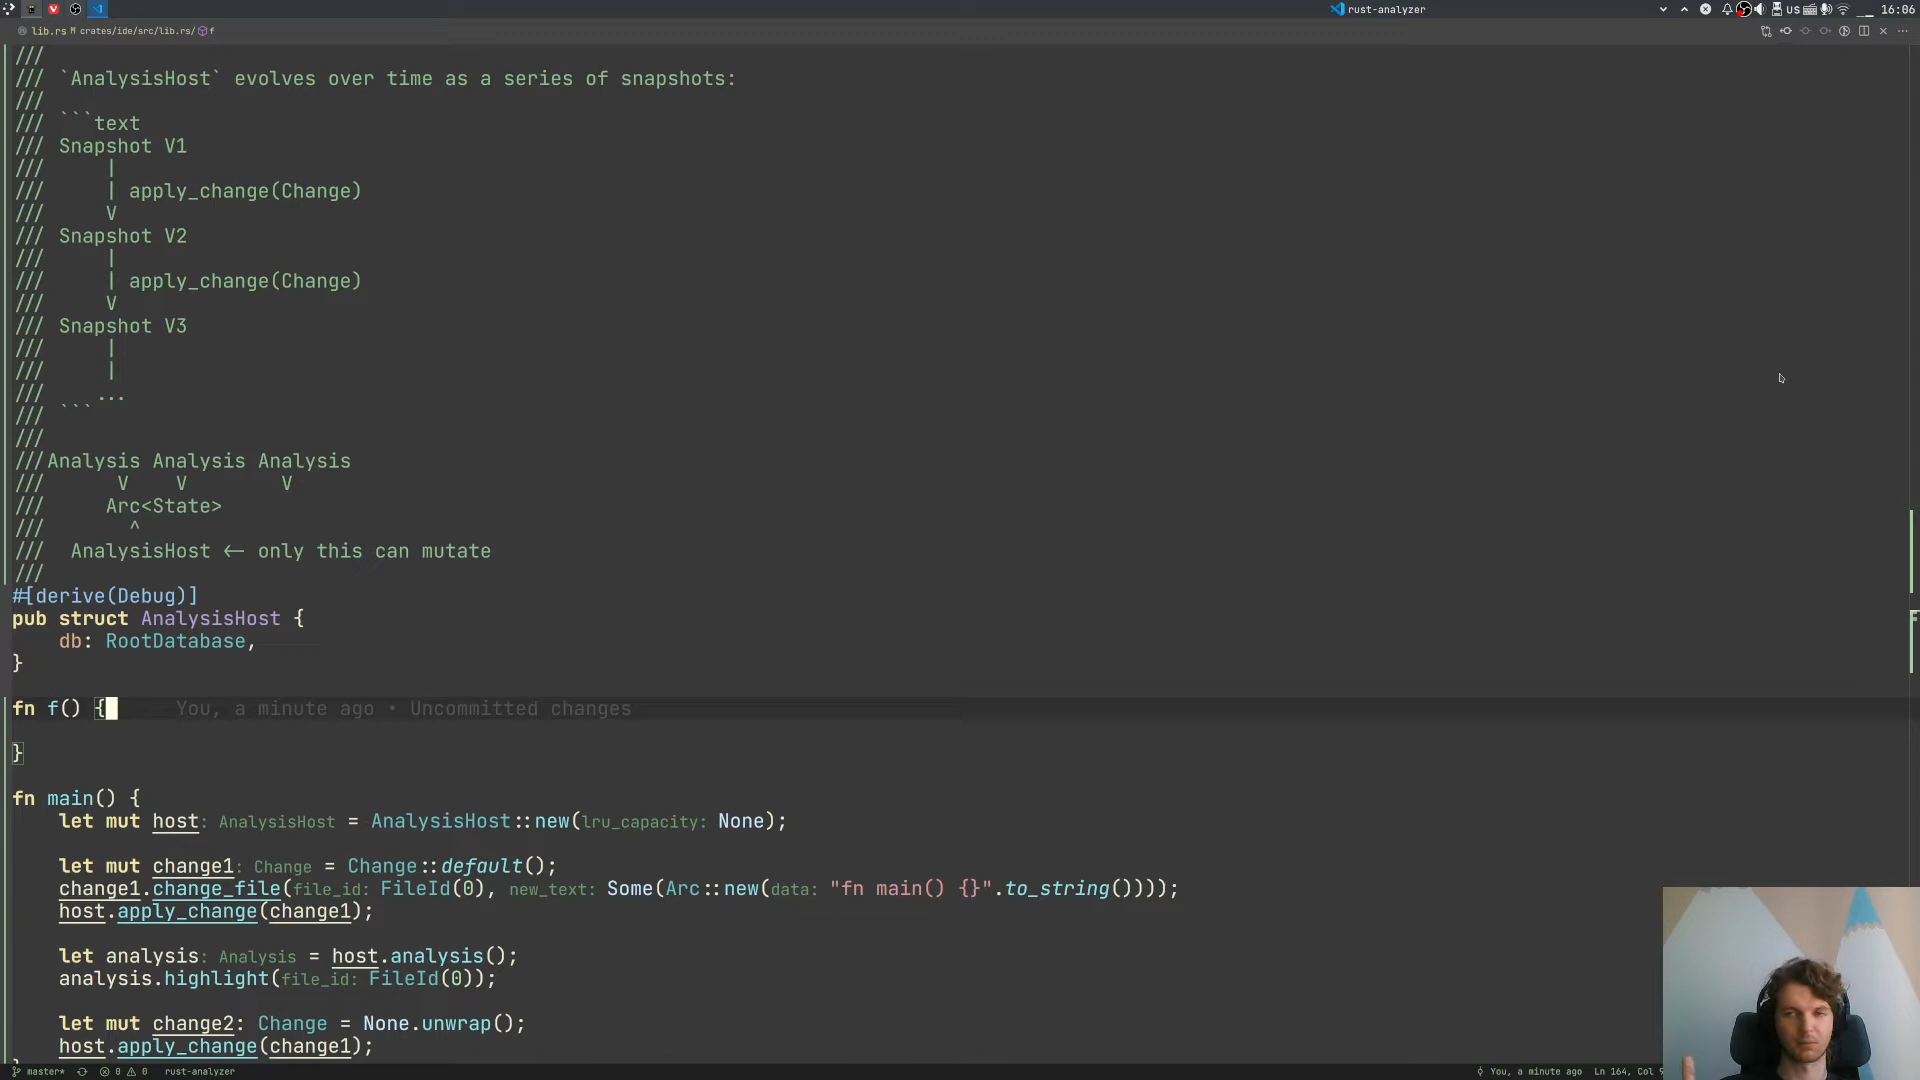 rust-analyzer
US
16:06
lib.rs M crates/ide/src/lib.rs/ f
///
/// `AnalysisHost` evolves over time as a series of snapshots:
///
/// ```text
/// Snapshot V1
///     |
///     | apply_change(Change)
///     V
/// Snapshot V2
///     |
///     | apply_change(Change)
///     V
/// Snapshot V3
///     |
///     |
///    ...
/// ```
///
///Analysis Analysis Analysis
///      V    V        V
///     Arc<State>
///       ^
///  AnalysisHost <- only this can mutate
///
#[derive(Debug)]
pub struct AnalysisHost {
    db: RootDatabase,
}
fn f() {     You, a minute ago • Uncommitted changes
}
fn main() {
    let mut host: AnalysisHost = AnalysisHost::new(lru_capacity: None);
    let mut change1: Change = Change::default();
    change1.change_file(file_id: FileId(0), new_text: Some(Arc::new(data: "fn main() {}".to_string())));
    host.apply_change(change1);
    let analysis: Analysis = host.analysis();
    analysis.highlight(file_id: FileId(0));
    let mut change2: Change = None.unwrap();
    host.apply_change(change1);
master* 0 0 rust-analyzer
You, a minute ago Ln 164, Col